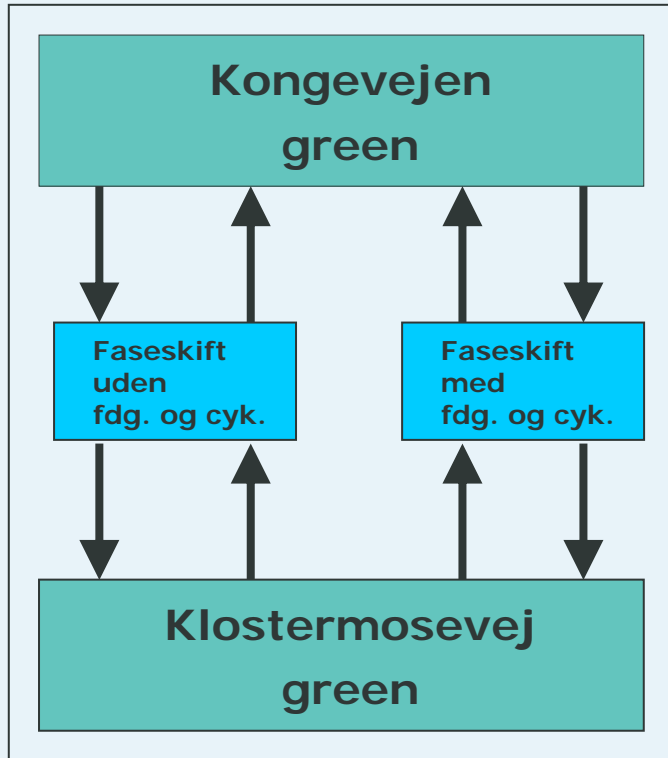 Kongevejen
green
Faseskift
uden
fdg. og cyk.
Faseskift
med
fdg. og cyk.
Klostermosevej
green